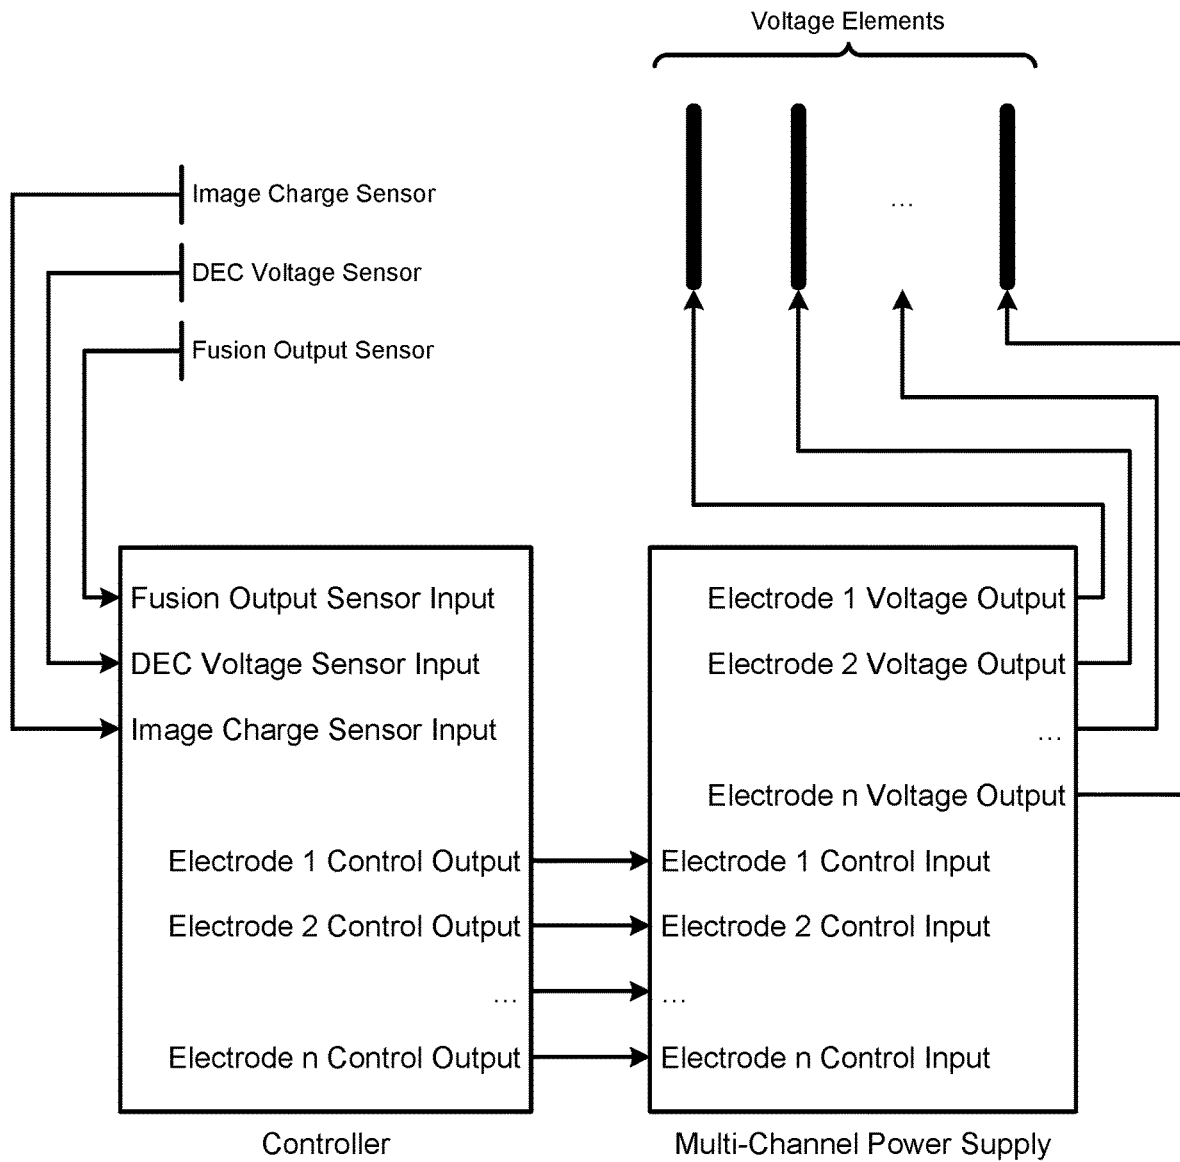 Voltage Elements
...
Image Charge Sensor
DEC Voltage Sensor
Fusion Output Sensor
Fusion Output Sensor Input
DEC Voltage Sensor Input
Image Charge Sensor Input
Electrode 1 Control Output
Electrode 2 Control Output
...
Electrode n Control Output
Controller
Electrode 1 Voltage Output
Electrode 2 Voltage Output
...
Electrode n Voltage Output
Electrode 1 Control Input
Electrode 2 Control Input
...
Electrode n Control Input
Multi-Channel Power Supply